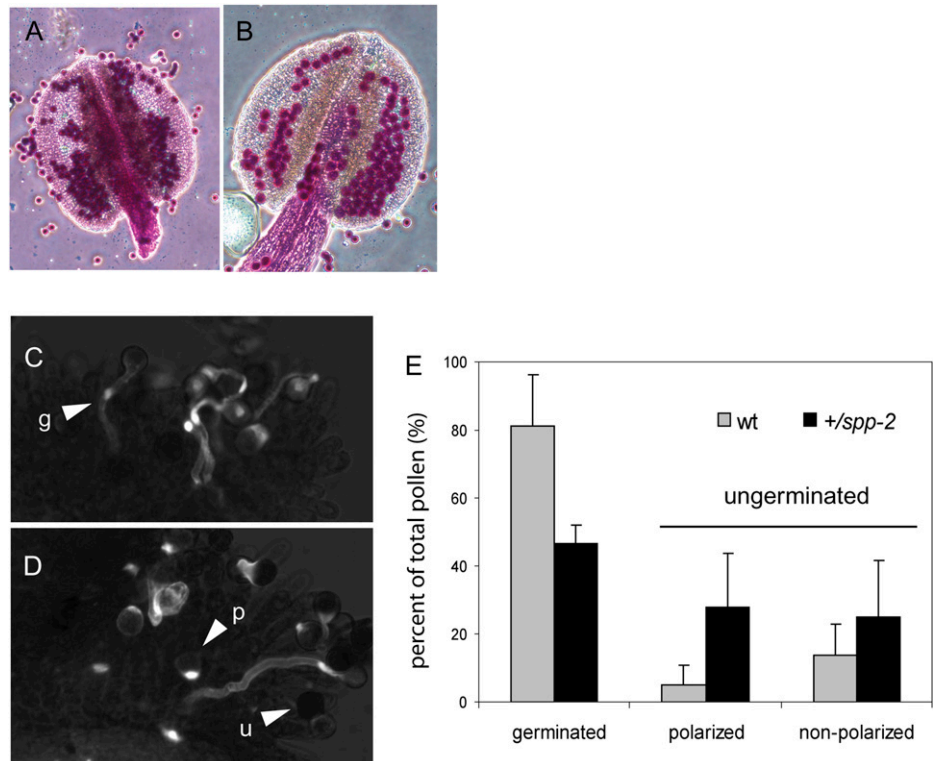 A
B
C
g
D
p
u
E
percent of total pollen (%)
100
80
60
40
20
0
wt
+/spp-2
ungerminated
germinated
polarized
non-polarized